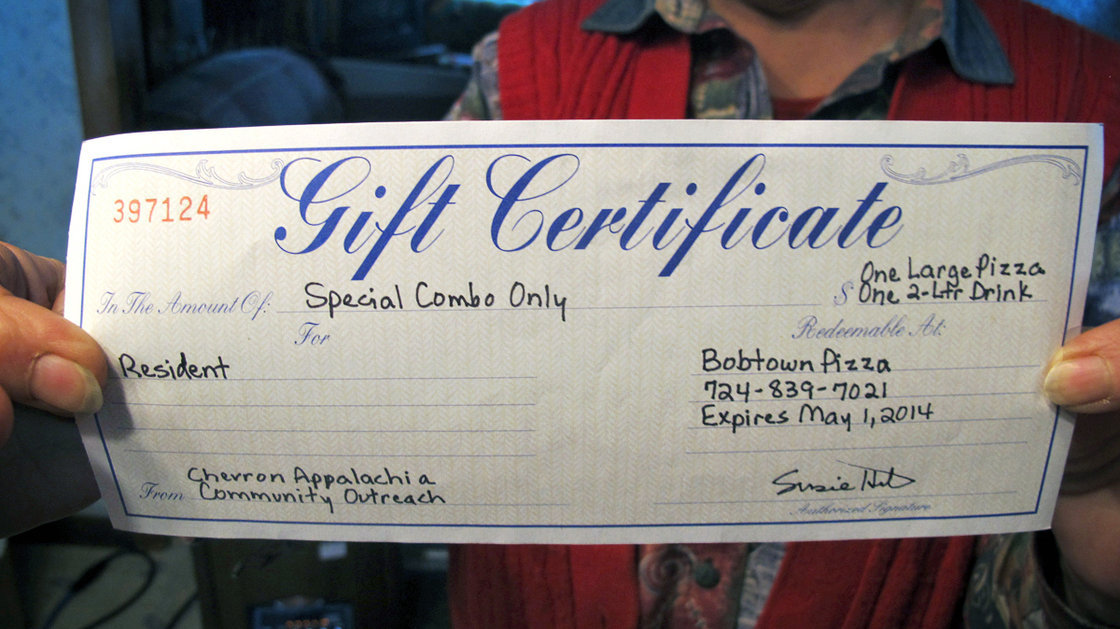 Gift Certificate
397124
In The Amount Of: Special Combo Only $ One Large Pizza
One 2-Ltr Drink
For
Resident
Redeemable At:
Bobtown Pizza
724-839-7021
Expires May 1, 2014
From Chevron Appalachia
Community Outreach
Susie
Authorized Signature